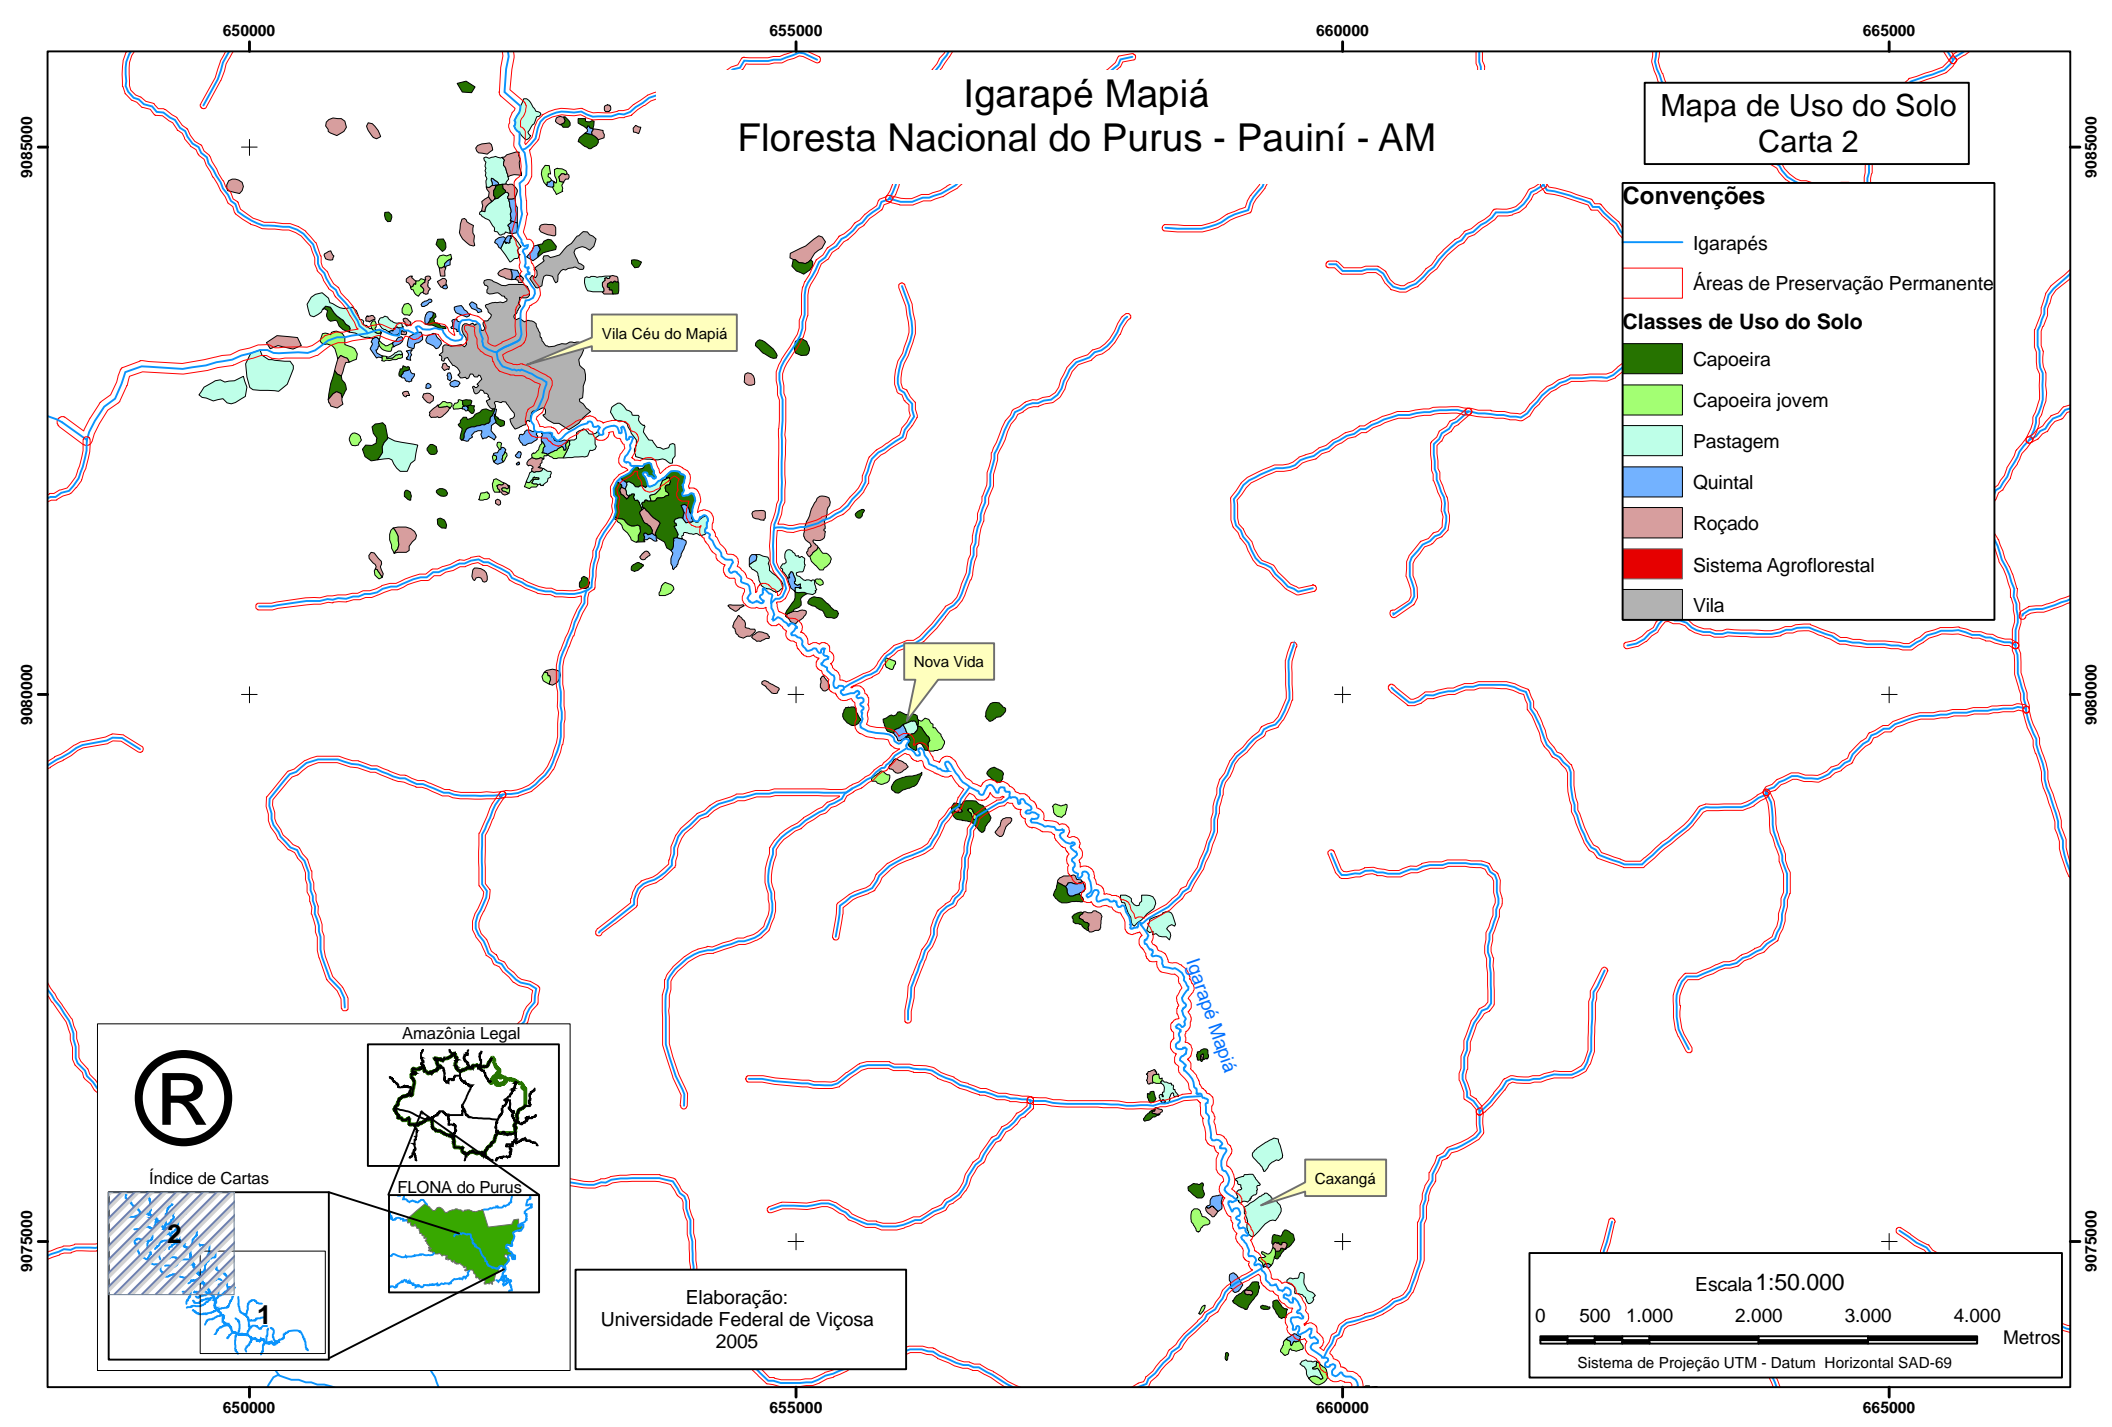 650000
655000
660000
665000
9085000
9085000
Igarapé Mapiá
Floresta Nacional do Purus - Pauiní - AM
Mapa de Uso do Solo
Carta 2
Convenções
Igarapés
Áreas de Preservação Permanente
Classes de Uso do Solo
Capoeira
Capoeira jovem
Pastagem
Quintal
Roçado
Sistema Agroflorestal
Vila
Vila Céu do Mapiá
Nova Vida
9080000
9080000
Igarapé Mapiá
Caxangá
Amazônia Legal
®
Índice de Cartas
FLONA do Purus
2
1
9075000
9075000
Elaboração:
Universidade Federal de Viçosa
2005
Escala 1:50.000
0 500 1.000 2.000 3.000 4.000
Metros
Sistema de Projeção UTM - Datum Horizontal SAD-69
650000
655000
660000
665000